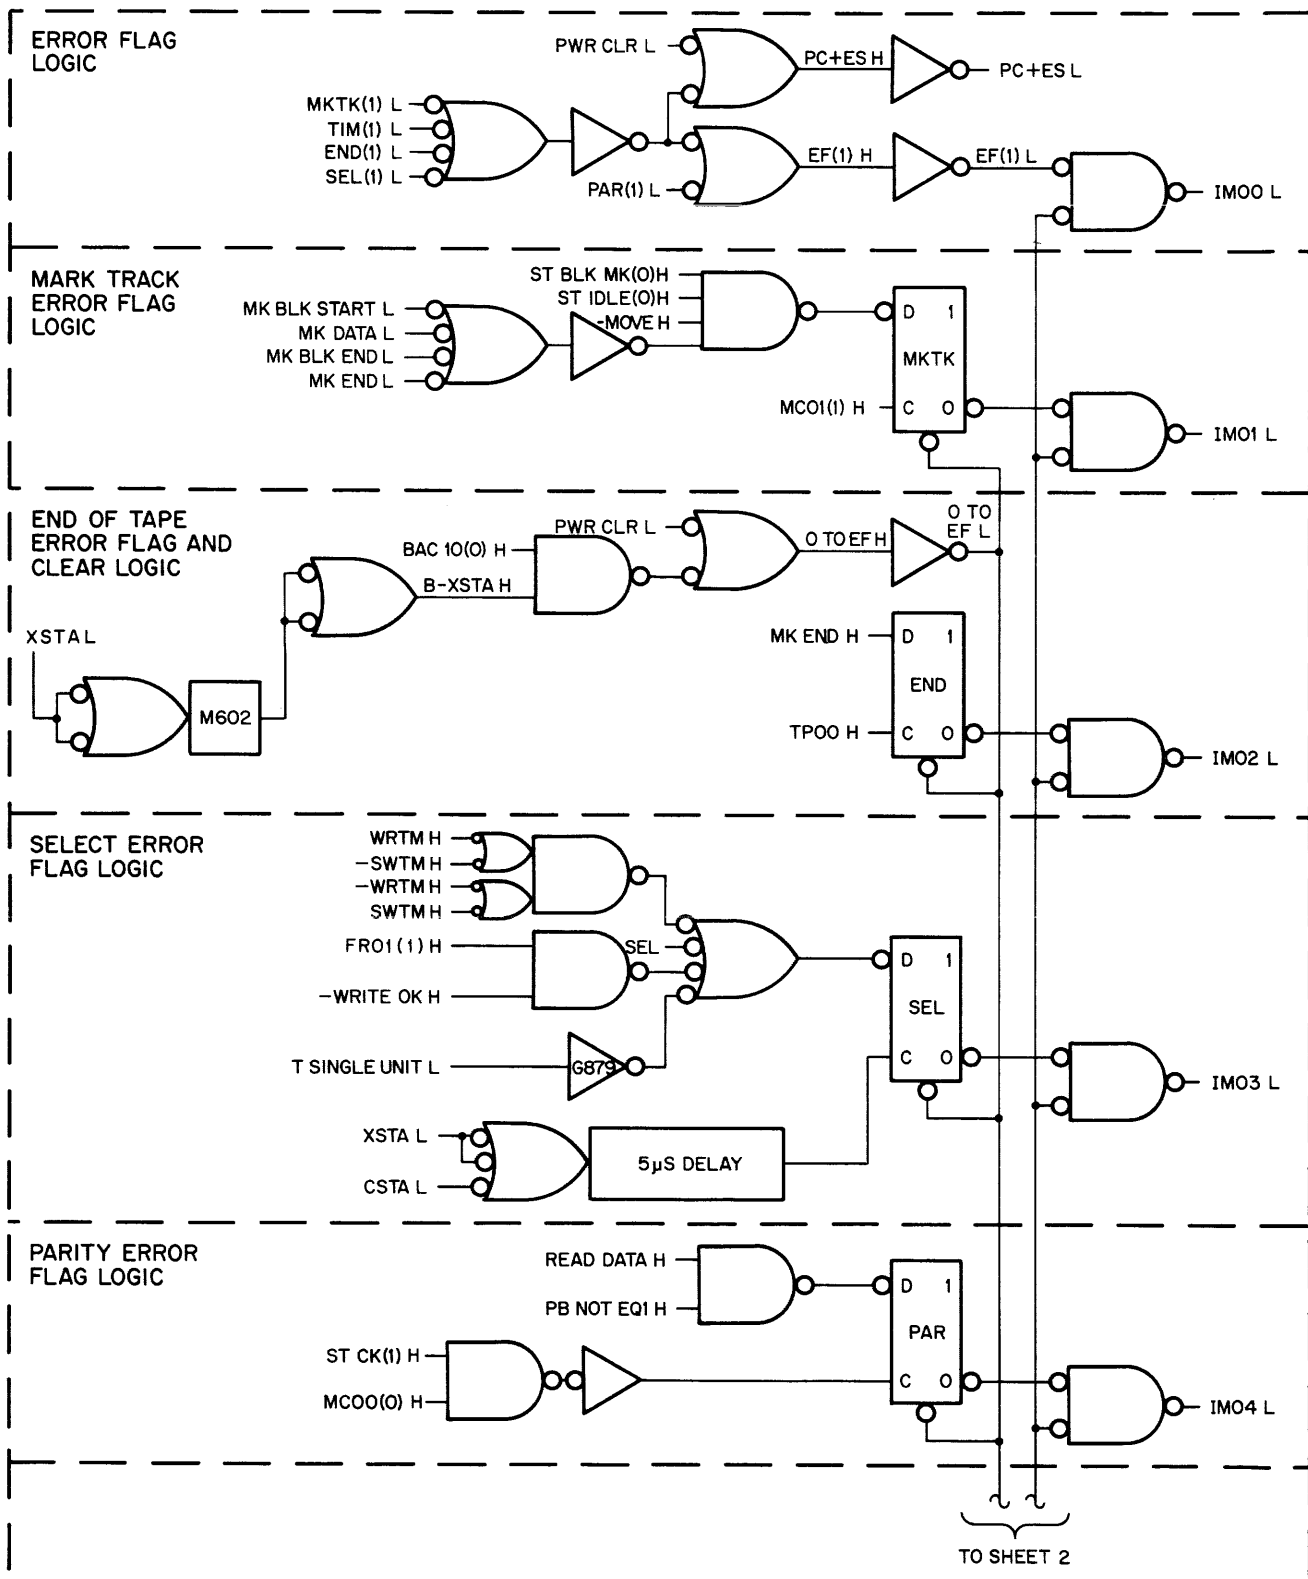 ERROR FLAG
LOGIC
PWR CLR L
PC+ES H
PC+ES L
MKTK(1) L
TIM(1) L
END(1) L
SEL(1) L
EF(1) H
EF(1) L
PAR(1) L
IM00 L
MARK TRACK
ERROR FLAG
LOGIC
ST BLK MK(0)H
ST IDLE(0)H
-MOVE H
MK BLK START L
MK DATA L
MK BLK END L
MK END L
D 1
MKTK
C 0
MC01(1) H
IM01 L
END OF TAPE
ERROR FLAG AND
CLEAR LOGIC
PWR CLR L
BAC 10(0) H
B-XSTA H
0 TO EF H
0 TO
EF L
XSTA L
M602
MK END H
D 1
END
TP00 H
C 0
IM02 L
SELECT ERROR
FLAG LOGIC
WRTM H
-SWTM H
-WRTM H
SWTM H
FR01(1) H
SEL
-WRITE OK H
T SINGLE UNIT L
G879
D 1
SEL
C 0
IM03 L
XSTA L
CSTA L
5µS DELAY
PARITY ERROR
FLAG LOGIC
READ DATA H
PB NOT EQ1 H
D 1
PAR
C 0
ST CK(1) H
MC00(0) H
IM04 L
TO SHEET 2